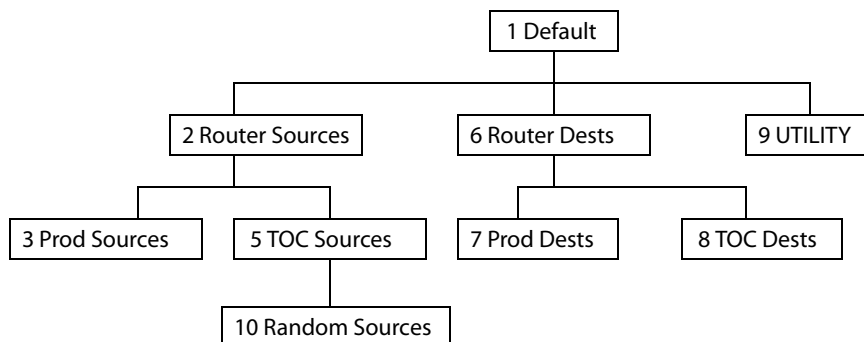 1 Default
2 Router Sources
6 Router Dests
9 UTILITY
3 Prod Sources
5 TOC Sources
7 Prod Dests
8 TOC Dests
10 Random Sources